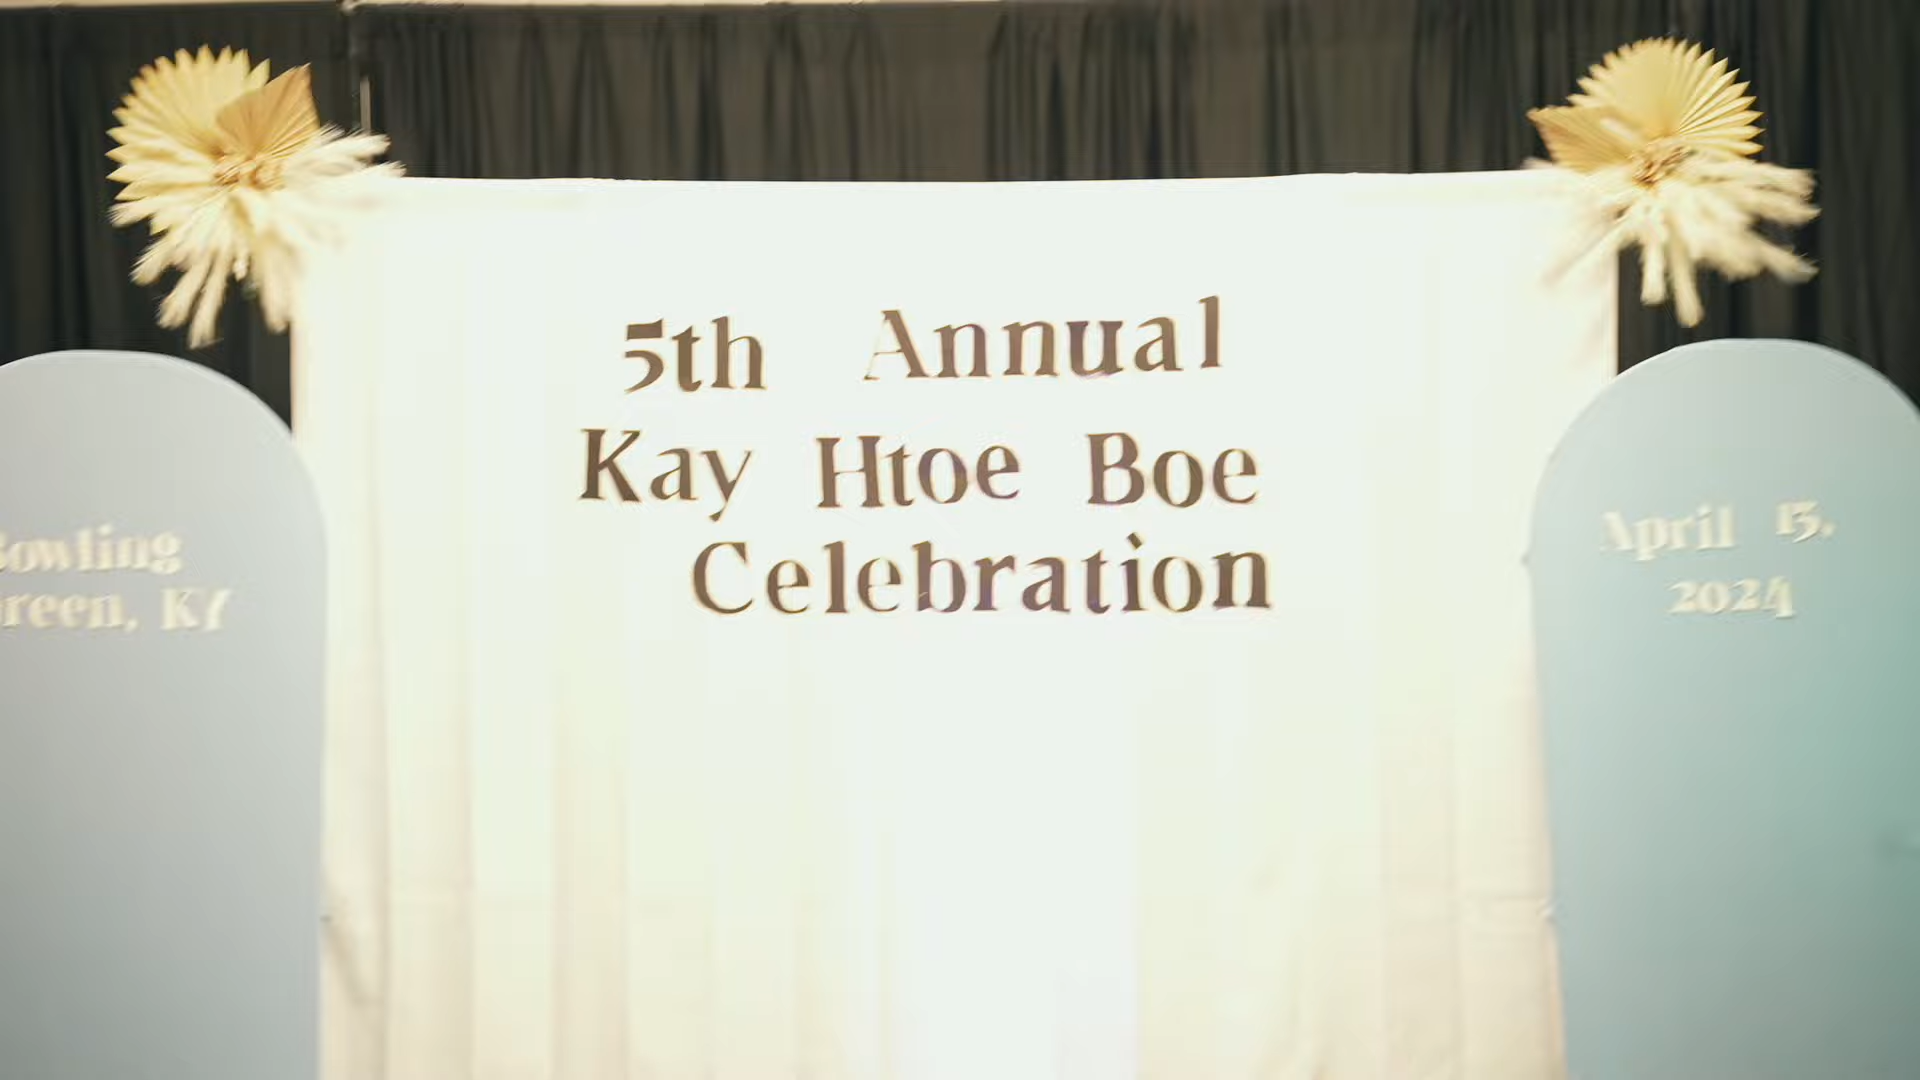 5th Annual
Kay Htoe Boe
Celebration
Bowling
Green, KY
April 13,
2024